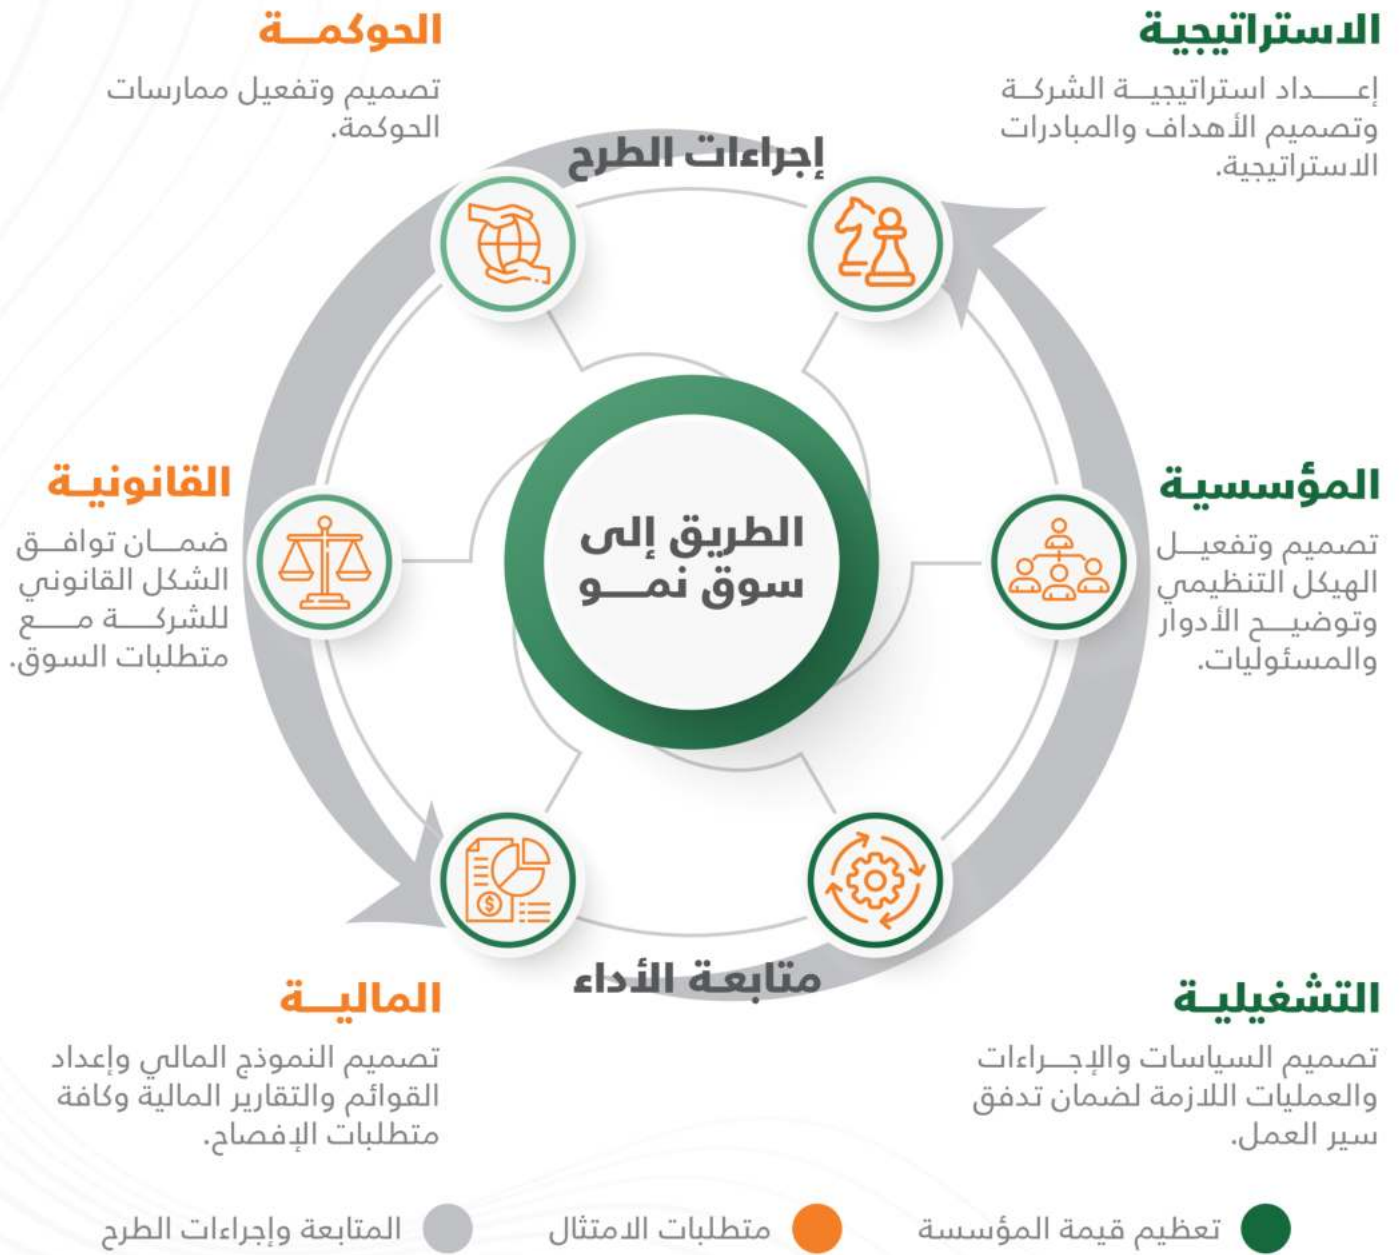 الاستراتيجية
إعداد استراتيجية الشركة
وتصميم الأهداف والمبادرات
الاستراتيجية.
الحوكمة
تصميم وتفعيل ممارسات
الحوكمة.
إجراءات الطرح
المؤسسية
تصميم وتفعيل
الهيكل التنظيمي
وتوضيح الأدوار
والمسئوليات.
الطريق إلى
سوق نمو
القانونية
ضمان توافق
الشكل القانوني
للشركة مع
متطلبات السوق.
متابعة الأداء
التشغيلية
تصميم السياسات والإجراءات
والعمليات اللازمة لضمان تدفق
سير العمل.
المالية
تصميم النموذج المالي وإعداد
القوائم والتقارير المالية وكافة
متطلبات الإفصاح.
$
تعظيم قيمة المؤسسة
متطلبات الامتثال
المتابعة وإجراءات الطرح